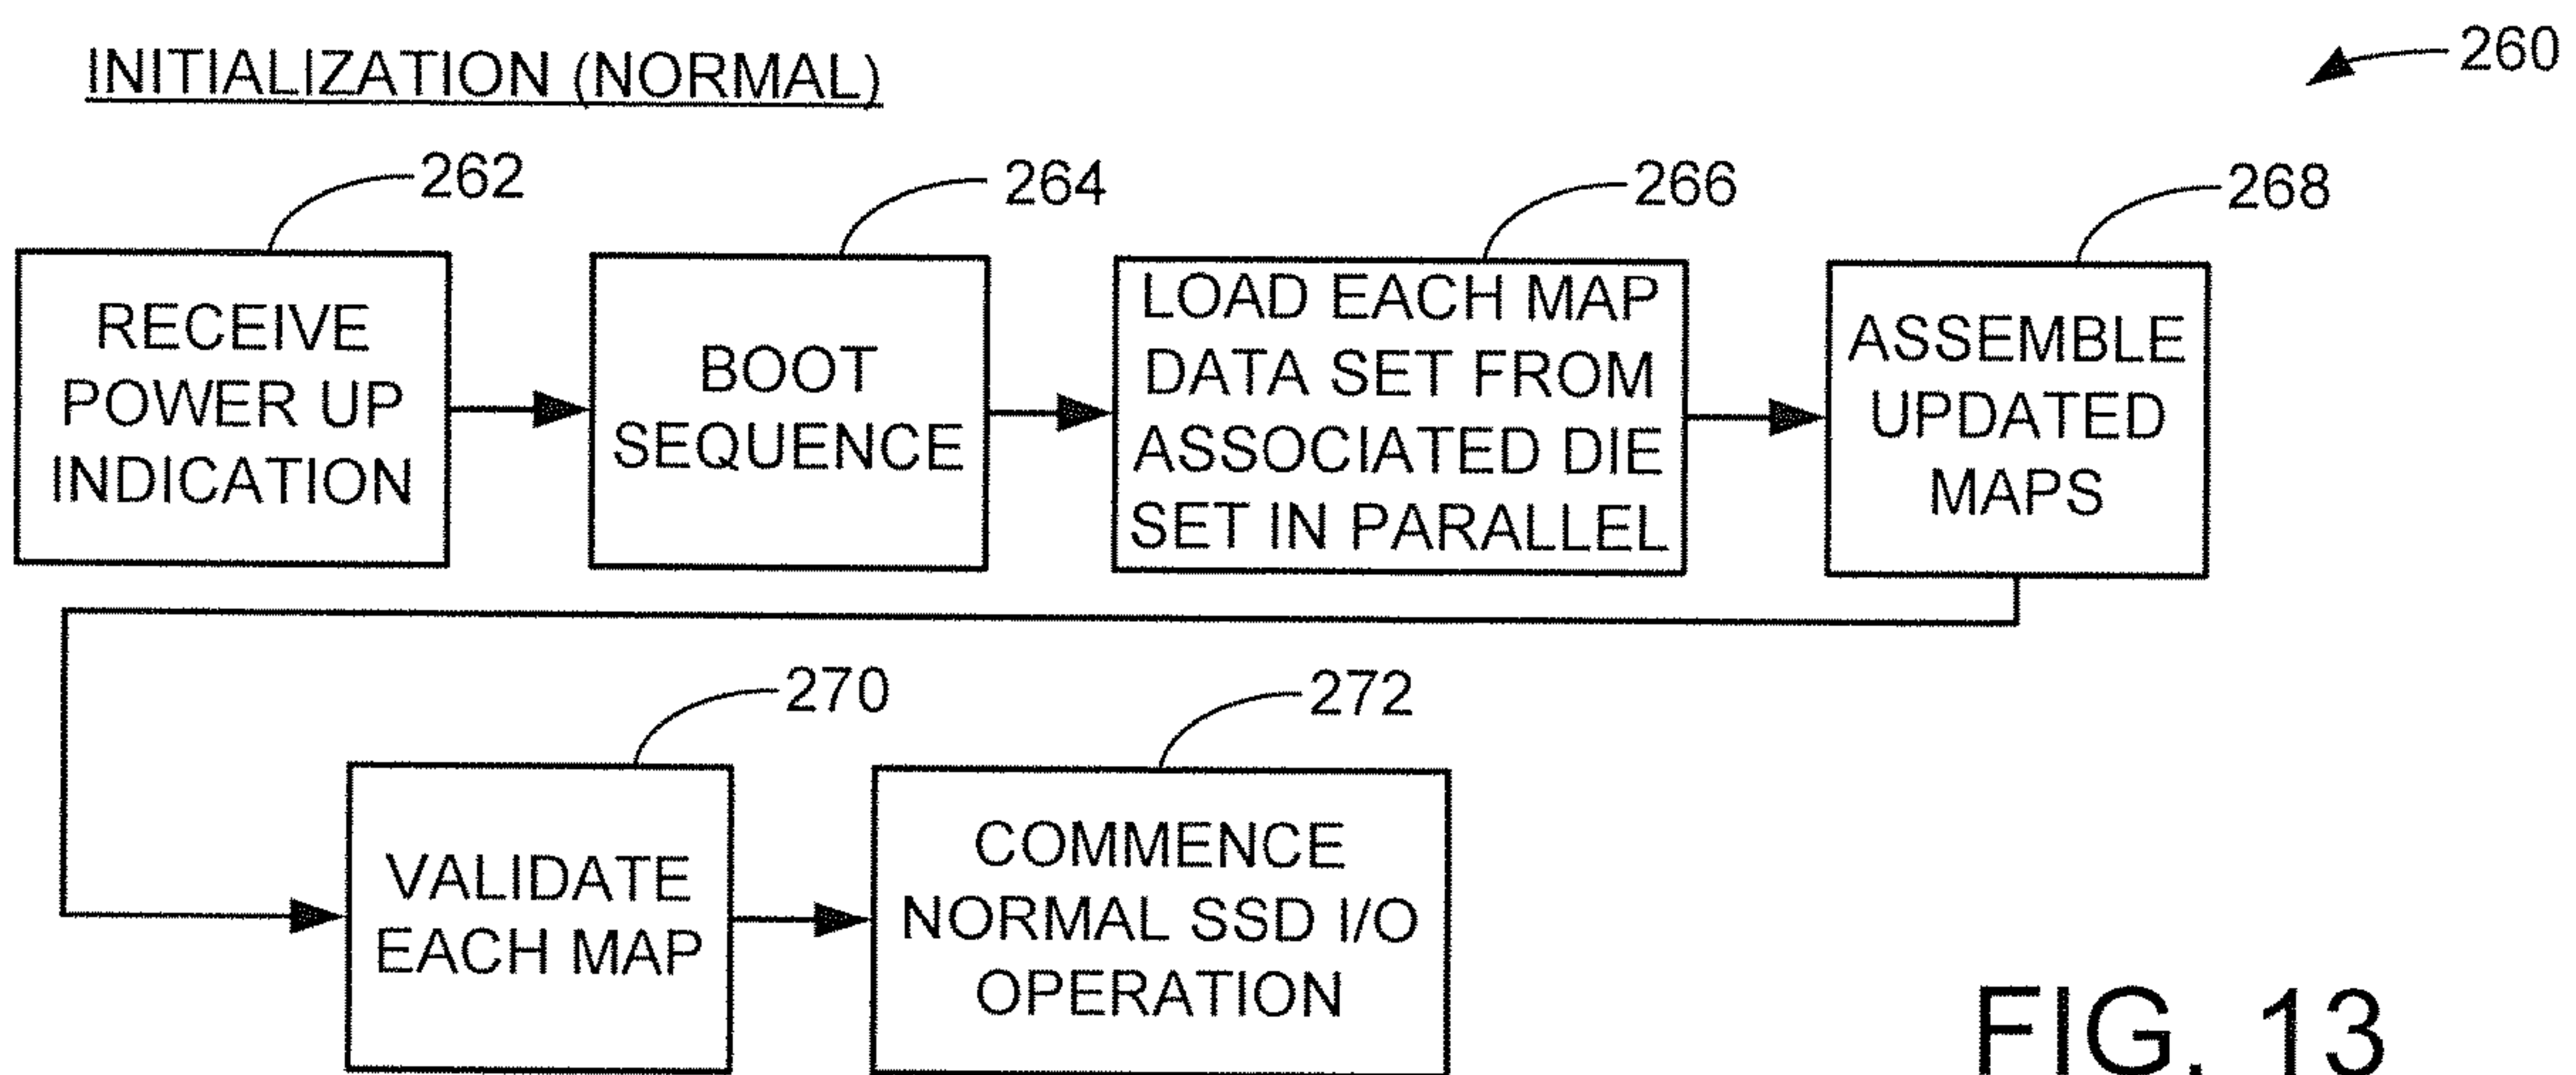 INITIALIZATION (NORMAL)
260
262
264
266
268
RECEIVE
POWER UP
INDICATION
BOOT
SEQUENCE
LOAD EACH MAP
DATA SET FROM
ASSOCIATED DIE
SET IN PARALLEL
ASSEMBLE
UPDATED
MAPS
270
272
VALIDATE
EACH MAP
COMMENCE
NORMAL SSD I/O
OPERATION
FIG. 13